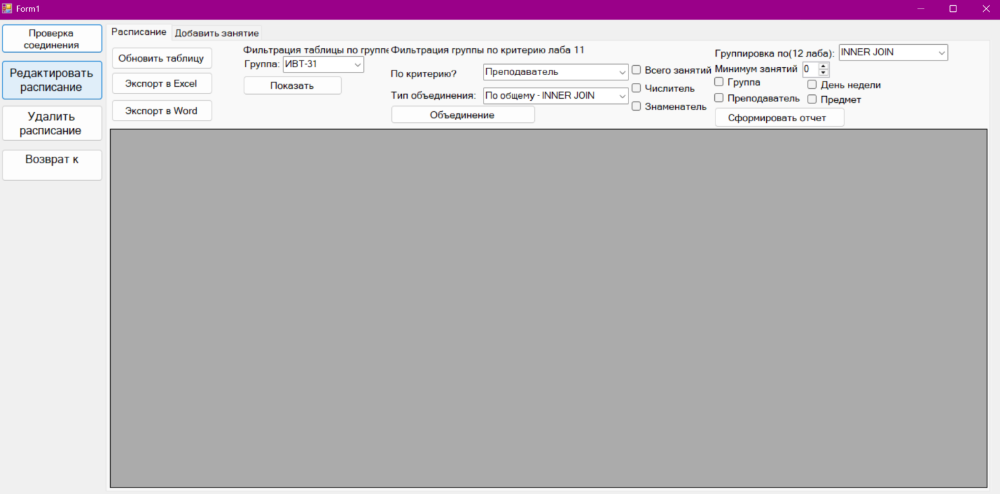 Form1
Проверка
соединения
Редактировать
расписание
Удалить
расписание
Возврат к
Расписание
Добавить занятие
Обновить таблицу
Экспорт в Excel
Экспорт в Word
Фильтрация таблицы по группе
Группа: ИВТ-31
Показать
Фильтрация группы по критерию лаба 11
По критерию? Преподаватель
Тип объединения: По общему - INNER JOIN
Объединение
Всего занятий
Числитель
Знаменатель
Группировка по(12 лаба): INNER JOIN
Минимум занятий 0
Группа
День недели
Преподаватель
Предмет
Сформировать отчет